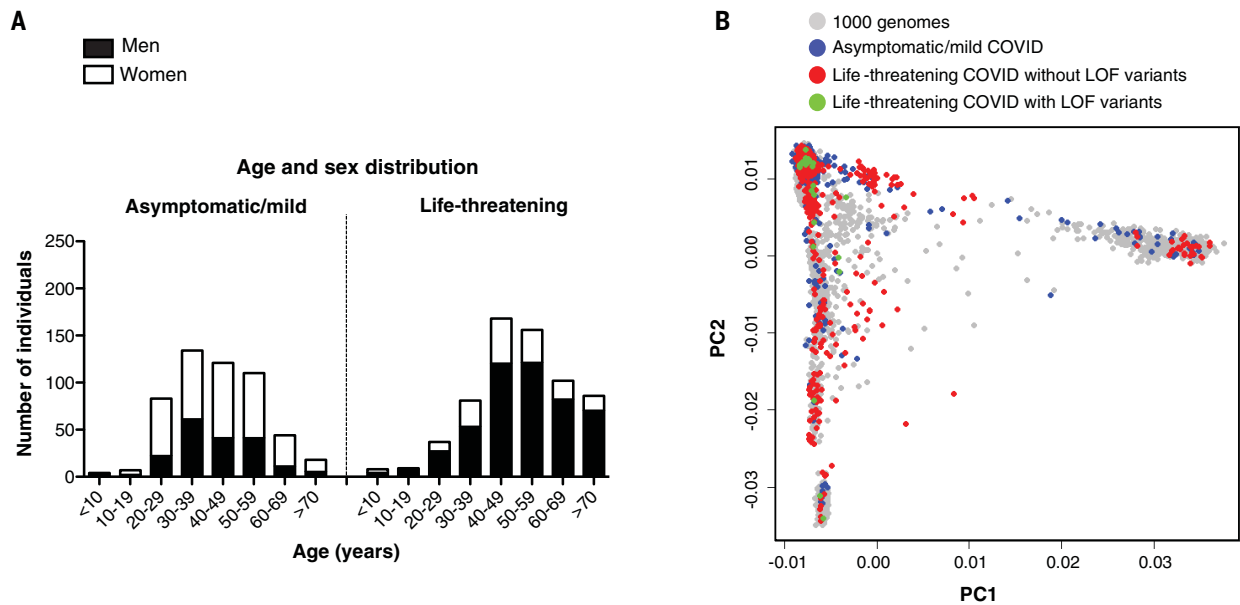 A
Men
Women
Age and sex distribution
Asymptomatic/mild
Life-threatening
250
200
150
100
50
0
Number of individuals
<10
10-19
20-29
30-39
40-49
50-59
60-69
>70
<10
10-19
20-29
30-39
40-49
50-59
60-69
>70
Age (years)
B
1000 genomes
Asymptomatic/mild COVID
Life-threatening COVID without LOF variants
Life-threatening COVID with LOF variants
0.01
0.00
-0.01
-0.02
-0.03
PC2
-0.01
0.00
0.01
0.02
0.03
PC1